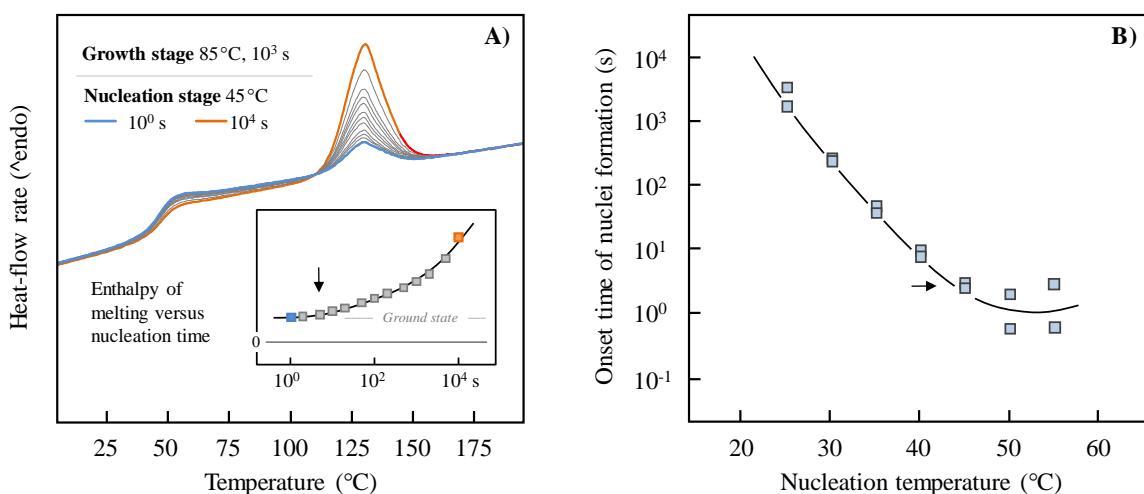 A)
Growth stage 85°C, 10³ s
Nucleation stage 45°C
10⁰ s
10⁴ s
Heat-flow rate (^endo)
Enthalpy of
melting versus
nucleation time
Ground state
0
10⁰
10²
10⁴ s
25
50
75
100
125
150
175
Temperature (°C)
B)
Onset time of nuclei formation (s)
10⁴
10³
10²
10¹
10⁰
10⁻¹
20
30
40
50
60
Nucleation temperature (°C)